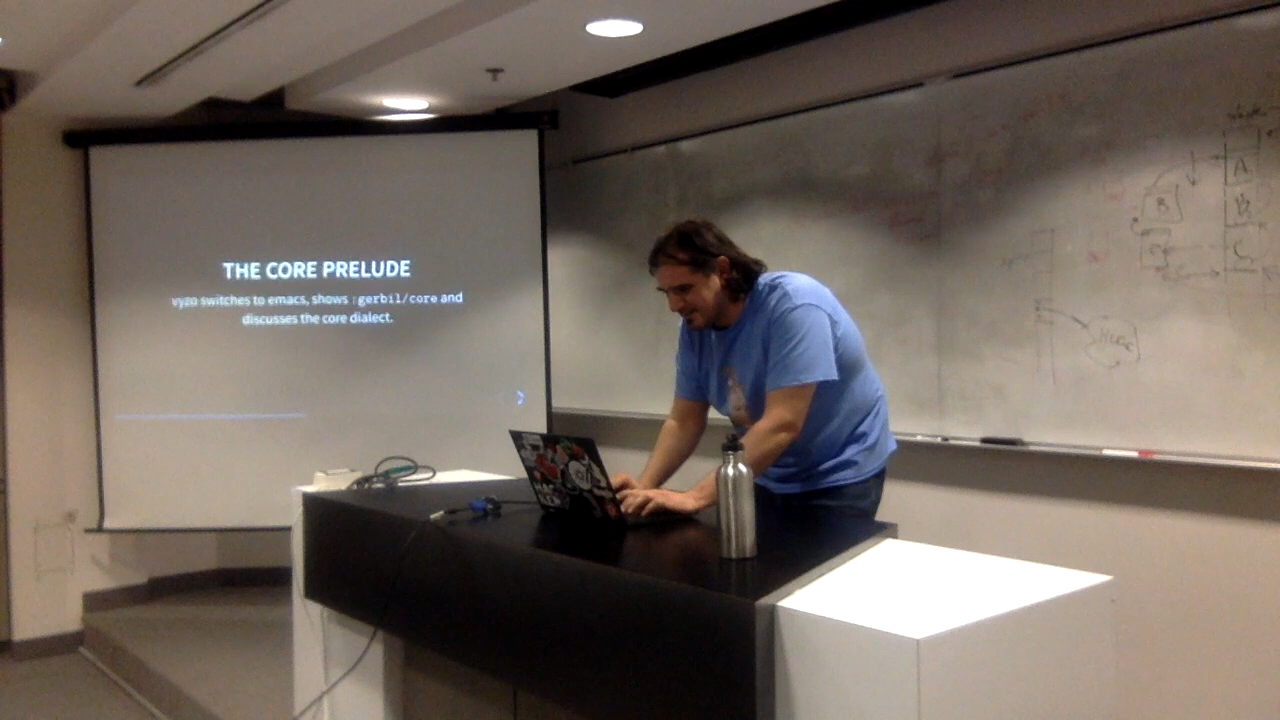 THE CORE PRELUDE
vyzo switches to emacs, shows :gerbil/core and
discusses the core dialect.
A
B
B
C